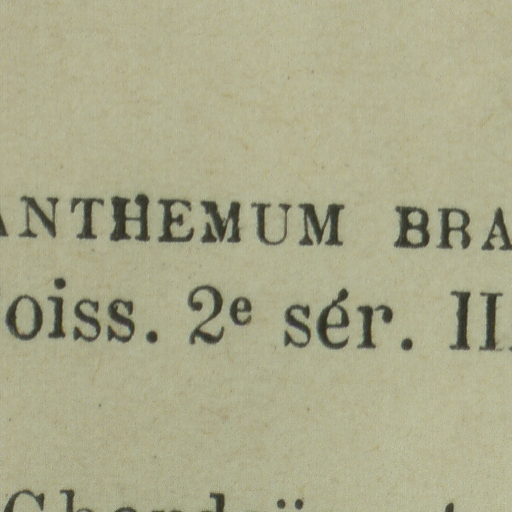 ANTHEMUM BRA
oiss. 2e sér. II